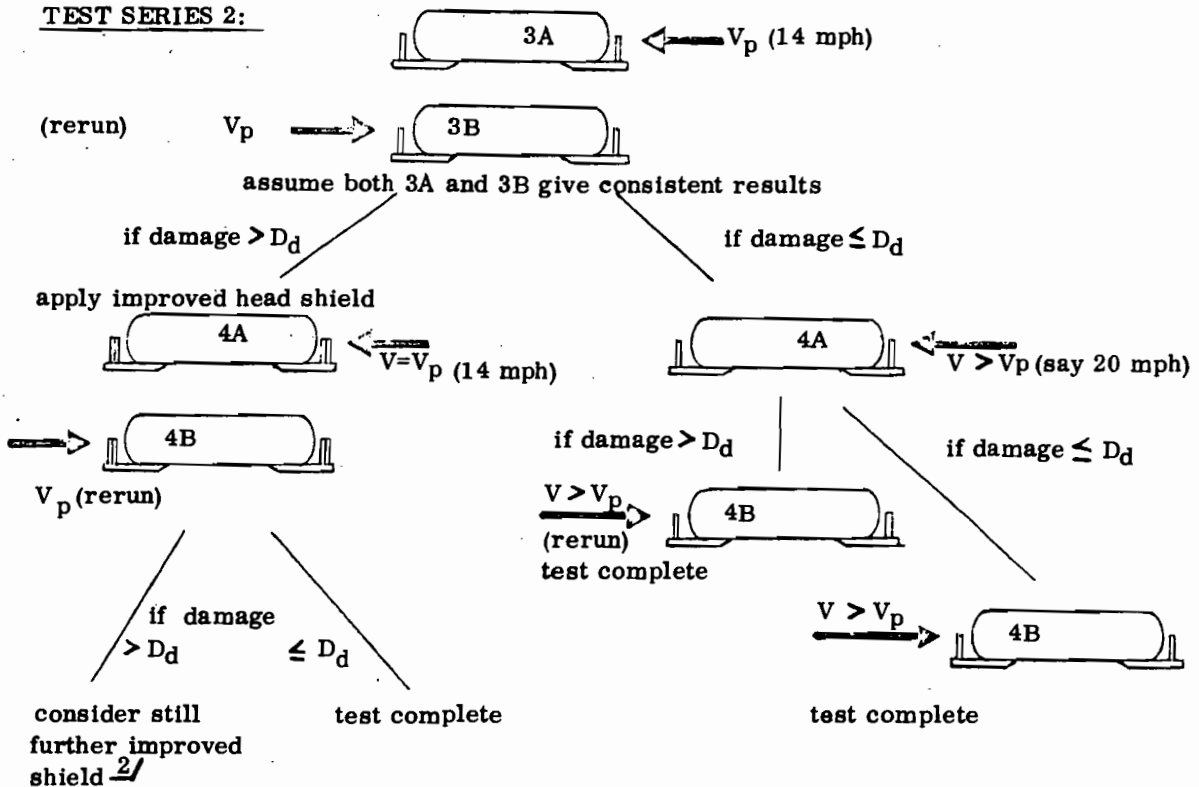 TEST SERIES 2:
3A
Vp (14 mph)
(rerun)
Vp
3B
assume both 3A and 3B give consistent results
if damage > Dd
if damage ≤ Dd
apply improved head shield
4A
V=Vp (14 mph)
4A
V > Vp (say 20 mph)
4B
Vp (rerun)
if damage > Dd
if damage ≤ Dd
V > Vp
(rerun)
test complete
4B
if damage
> Dd
≤ Dd
V > Vp
4B
consider still
further improved
shield 2/
test complete
test complete